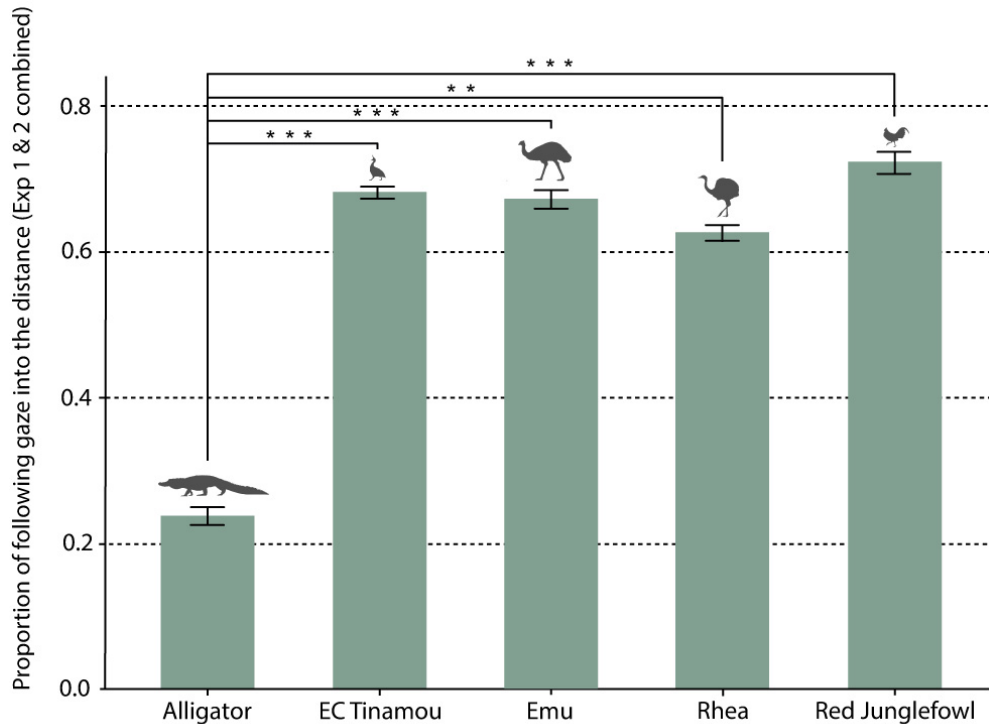 Proportion of following gaze into the distance (Exp 1 & 2 combined)
* * *
* *
* * *
* * *
0.8
0.6
0.4
0.2
0.0
Alligator
EC Tinamou
Emu
Rhea
Red Junglefowl